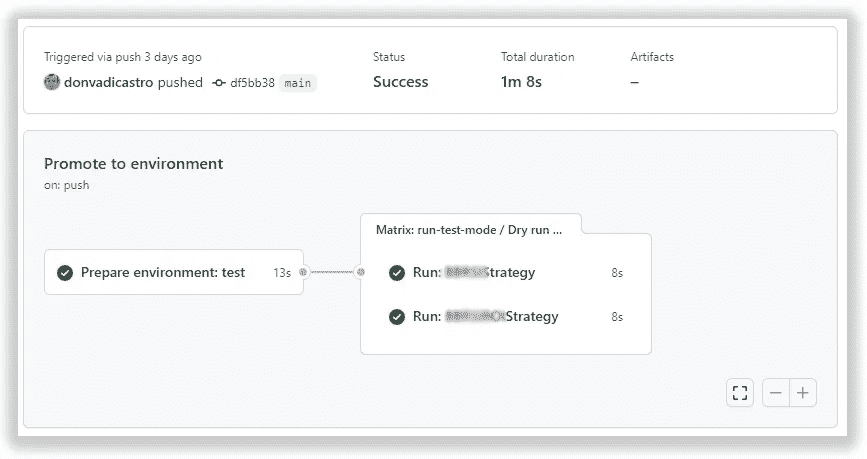 Triggered via push 3 days ago
donvadicastro pushed df5bb38 main
Status
Success
Total duration
1m 8s
Artifacts
–
Promote to environment
on: push
Prepare environment: test 13s
Matrix: run-test-mode / Dry run ...
Run: Strategy 8s
Run: Strategy 8s